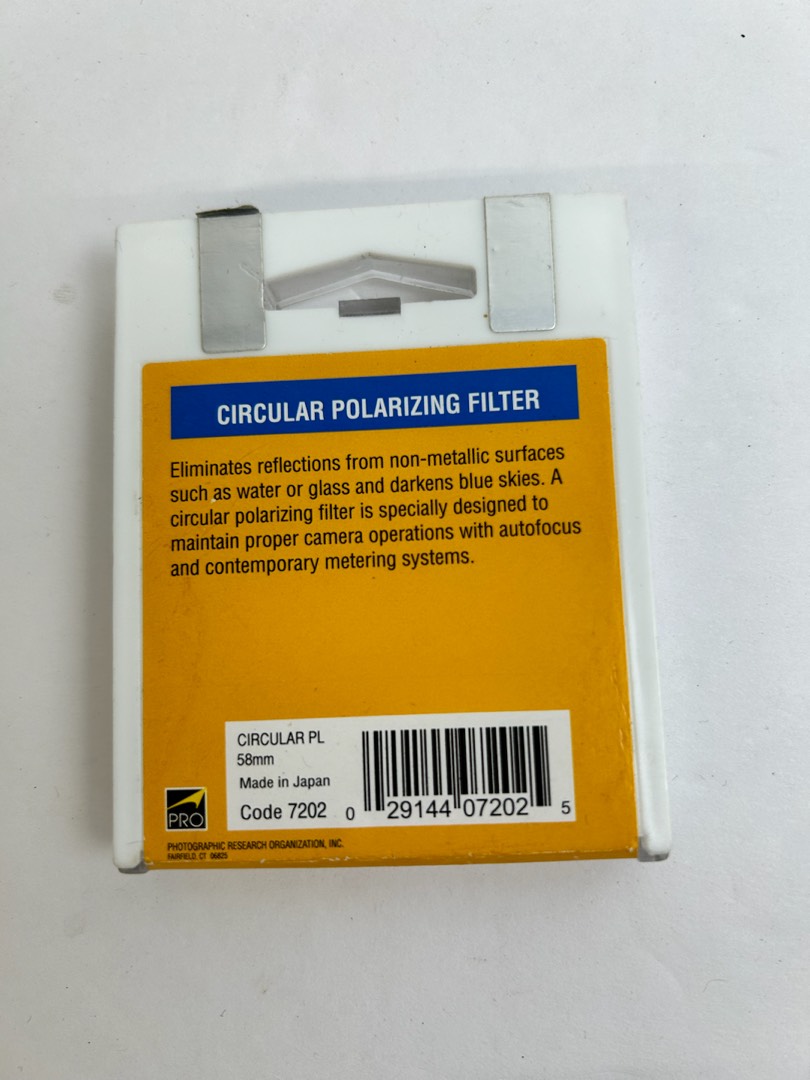 CIRCULAR POLARIZING FILTER
Eliminates reflections from non-metallic surfaces
such as water or glass and darkens blue skies. A
circular polarizing filter is specially designed to
maintain proper camera operations with autofocus
and contemporary metering systems.
CIRCULAR PL
58mm
Made in Japan
Code 7202
0 29144 07202 5
PRO
PHOTOGRAPHIC RESEARCH ORGANIZATION, INC.
FAIRFIELD, CT 06825